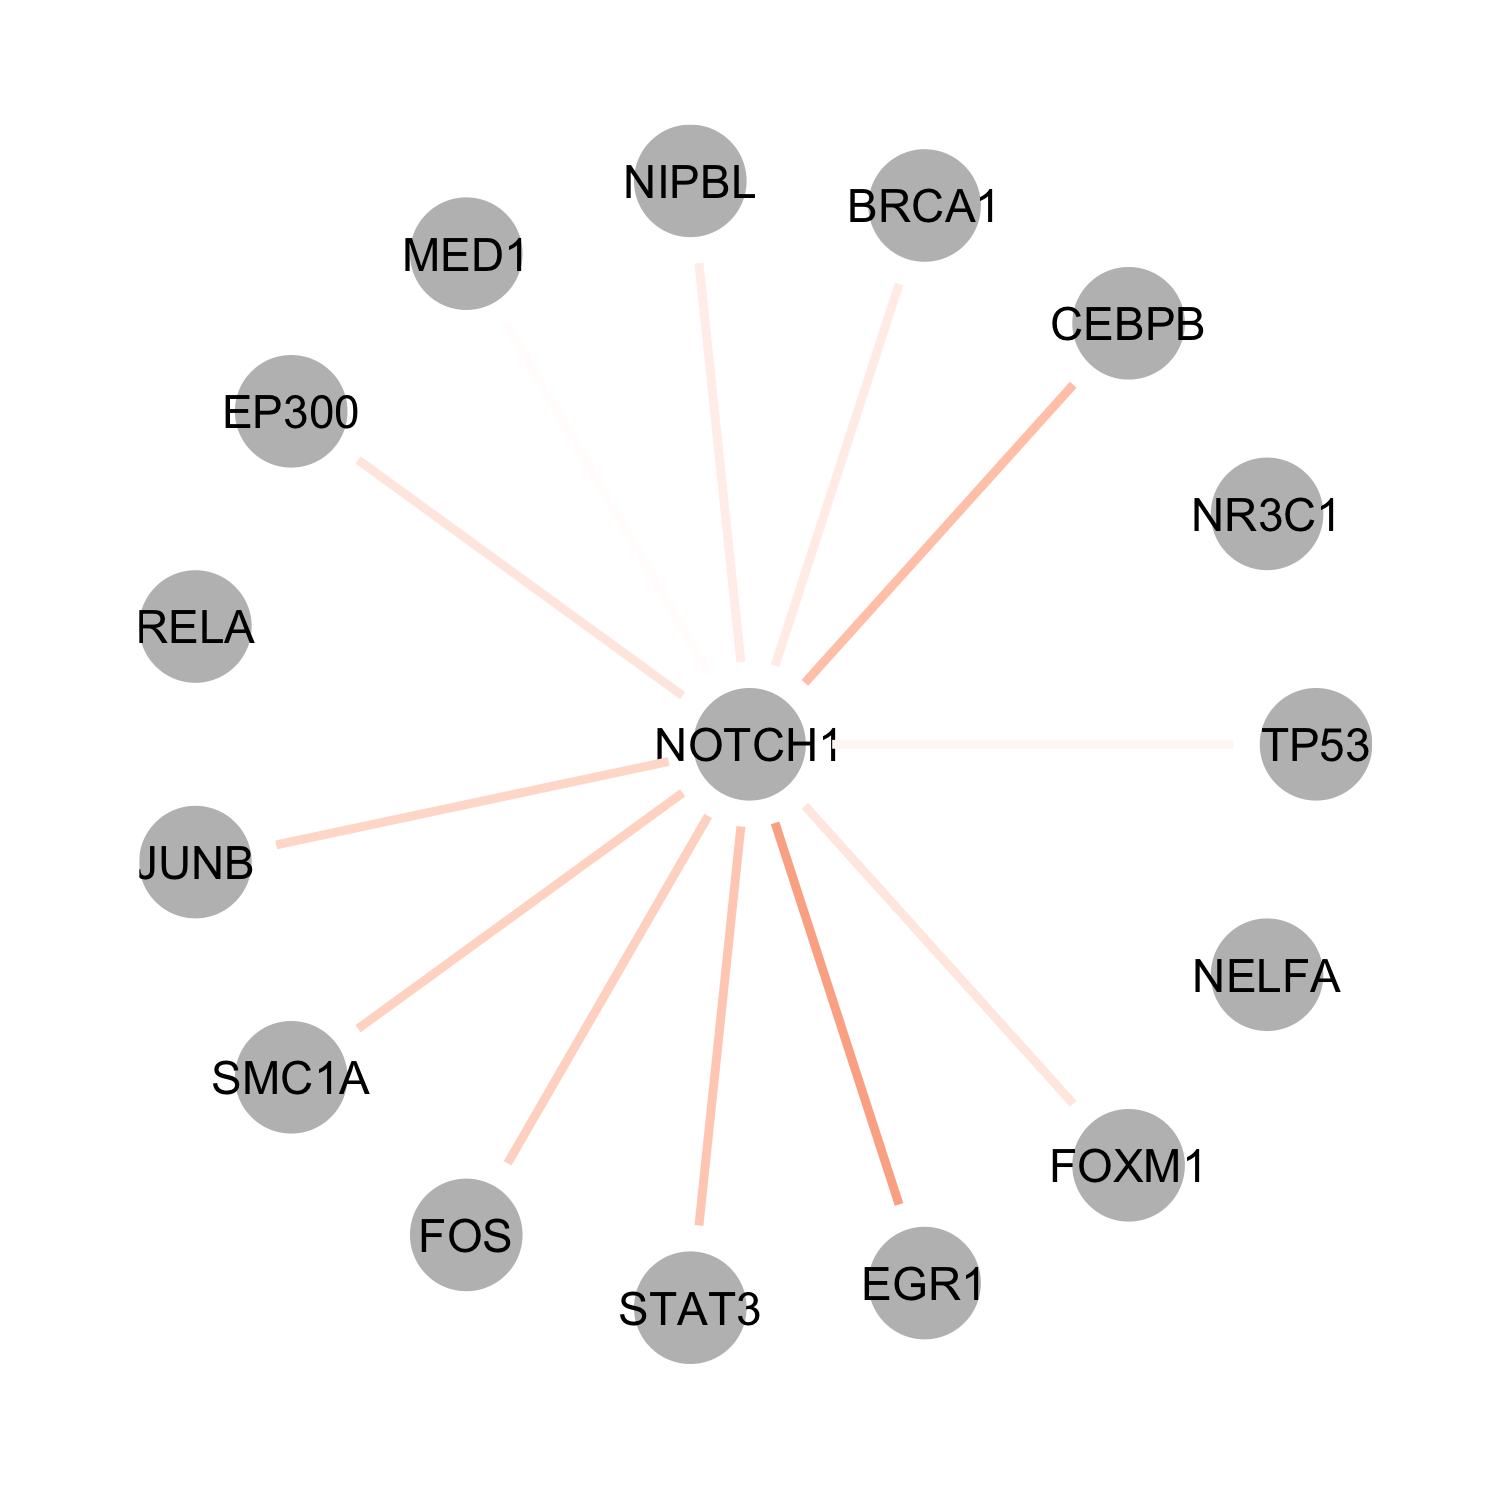 NIPBL
BRCA1
MED1
CEBPB
EP300
NR3C1
RELA
NOTCH1
TP53
JUNB
NELFA
SMC1A
FOXM1
FOS
EGR1
STAT3